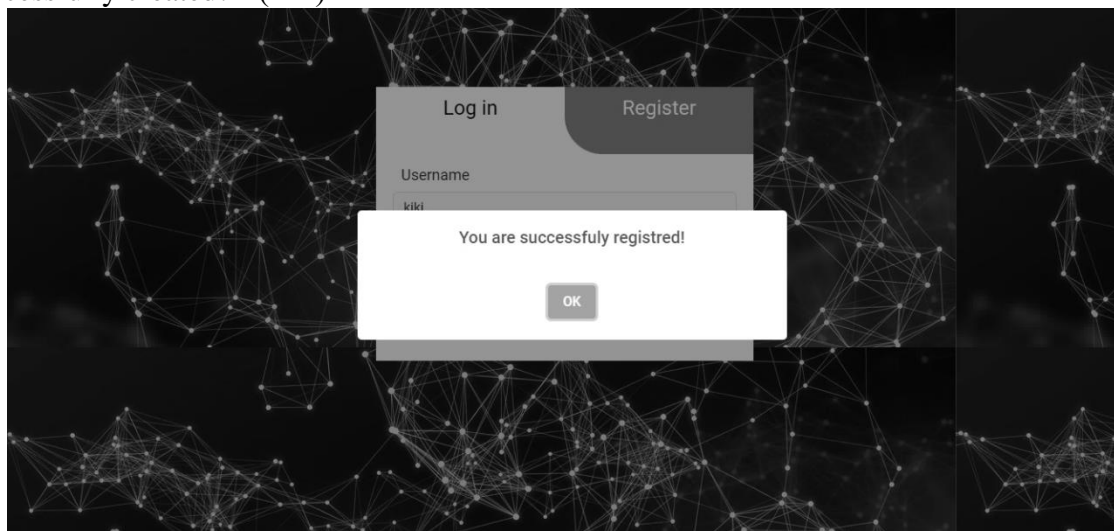 Log in Register
Username
kiki
You are successfuly registred!
OK